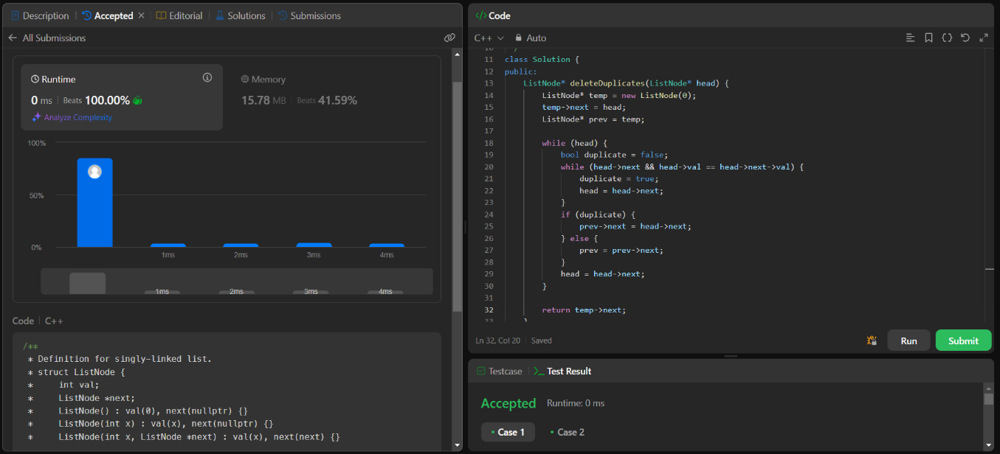 Description
Accepted
Editorial
Solutions
Submissions
All Submissions
Runtime
0 ms | Beats 100.00%
Analyze Complexity
Memory
15.78 MB | Beats 41.59%
100%
50%
0%
1ms 2ms 3ms 4ms
1ms 2ms 3ms 4ms
Code | C++
/**
 * Definition for singly-linked list.
 * struct ListNode {
 *     int val;
 *     ListNode *next;
 *     ListNode() : val(0), next(nullptr) {}
 *     ListNode(int x) : val(x), next(nullptr) {}
 *     ListNode(int x, ListNode *next) : val(x), next(next) {}
</> Code
C++ Auto
10 */
11 class Solution {
12 public:
13     ListNode* deleteDuplicates(ListNode* head) {
14         ListNode* temp = new ListNode(0);
15         temp->next = head;
16         ListNode* prev = temp;
17
18         while (head) {
19             bool duplicate = false;
20             while (head->next && head->val == head->next->val) {
21                 duplicate = true;
22                 head = head->next;
23             }
24             if (duplicate) {
25                 prev->next = head->next;
26             } else {
27                 prev = prev->next;
28             }
29             head = head->next;
30         }
31
32         return temp->next;
33     }
Ln 32, Col 20 | Saved
Run
Submit
Testcase
>_ Test Result
Accepted Runtime: 0 ms
• Case 1
• Case 2